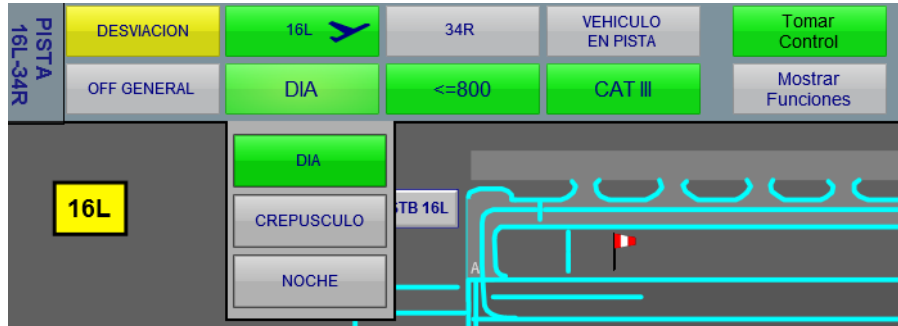 PISTA
16L-34R
DESVIACION
16L
34R
VEHICULO
EN PISTA
Tomar
Control
OFF GENERAL
DIA
<=800
CAT III
Mostrar
Funciones
DIA
CREPUSCULO
NOCHE
16L
STB 16L
A